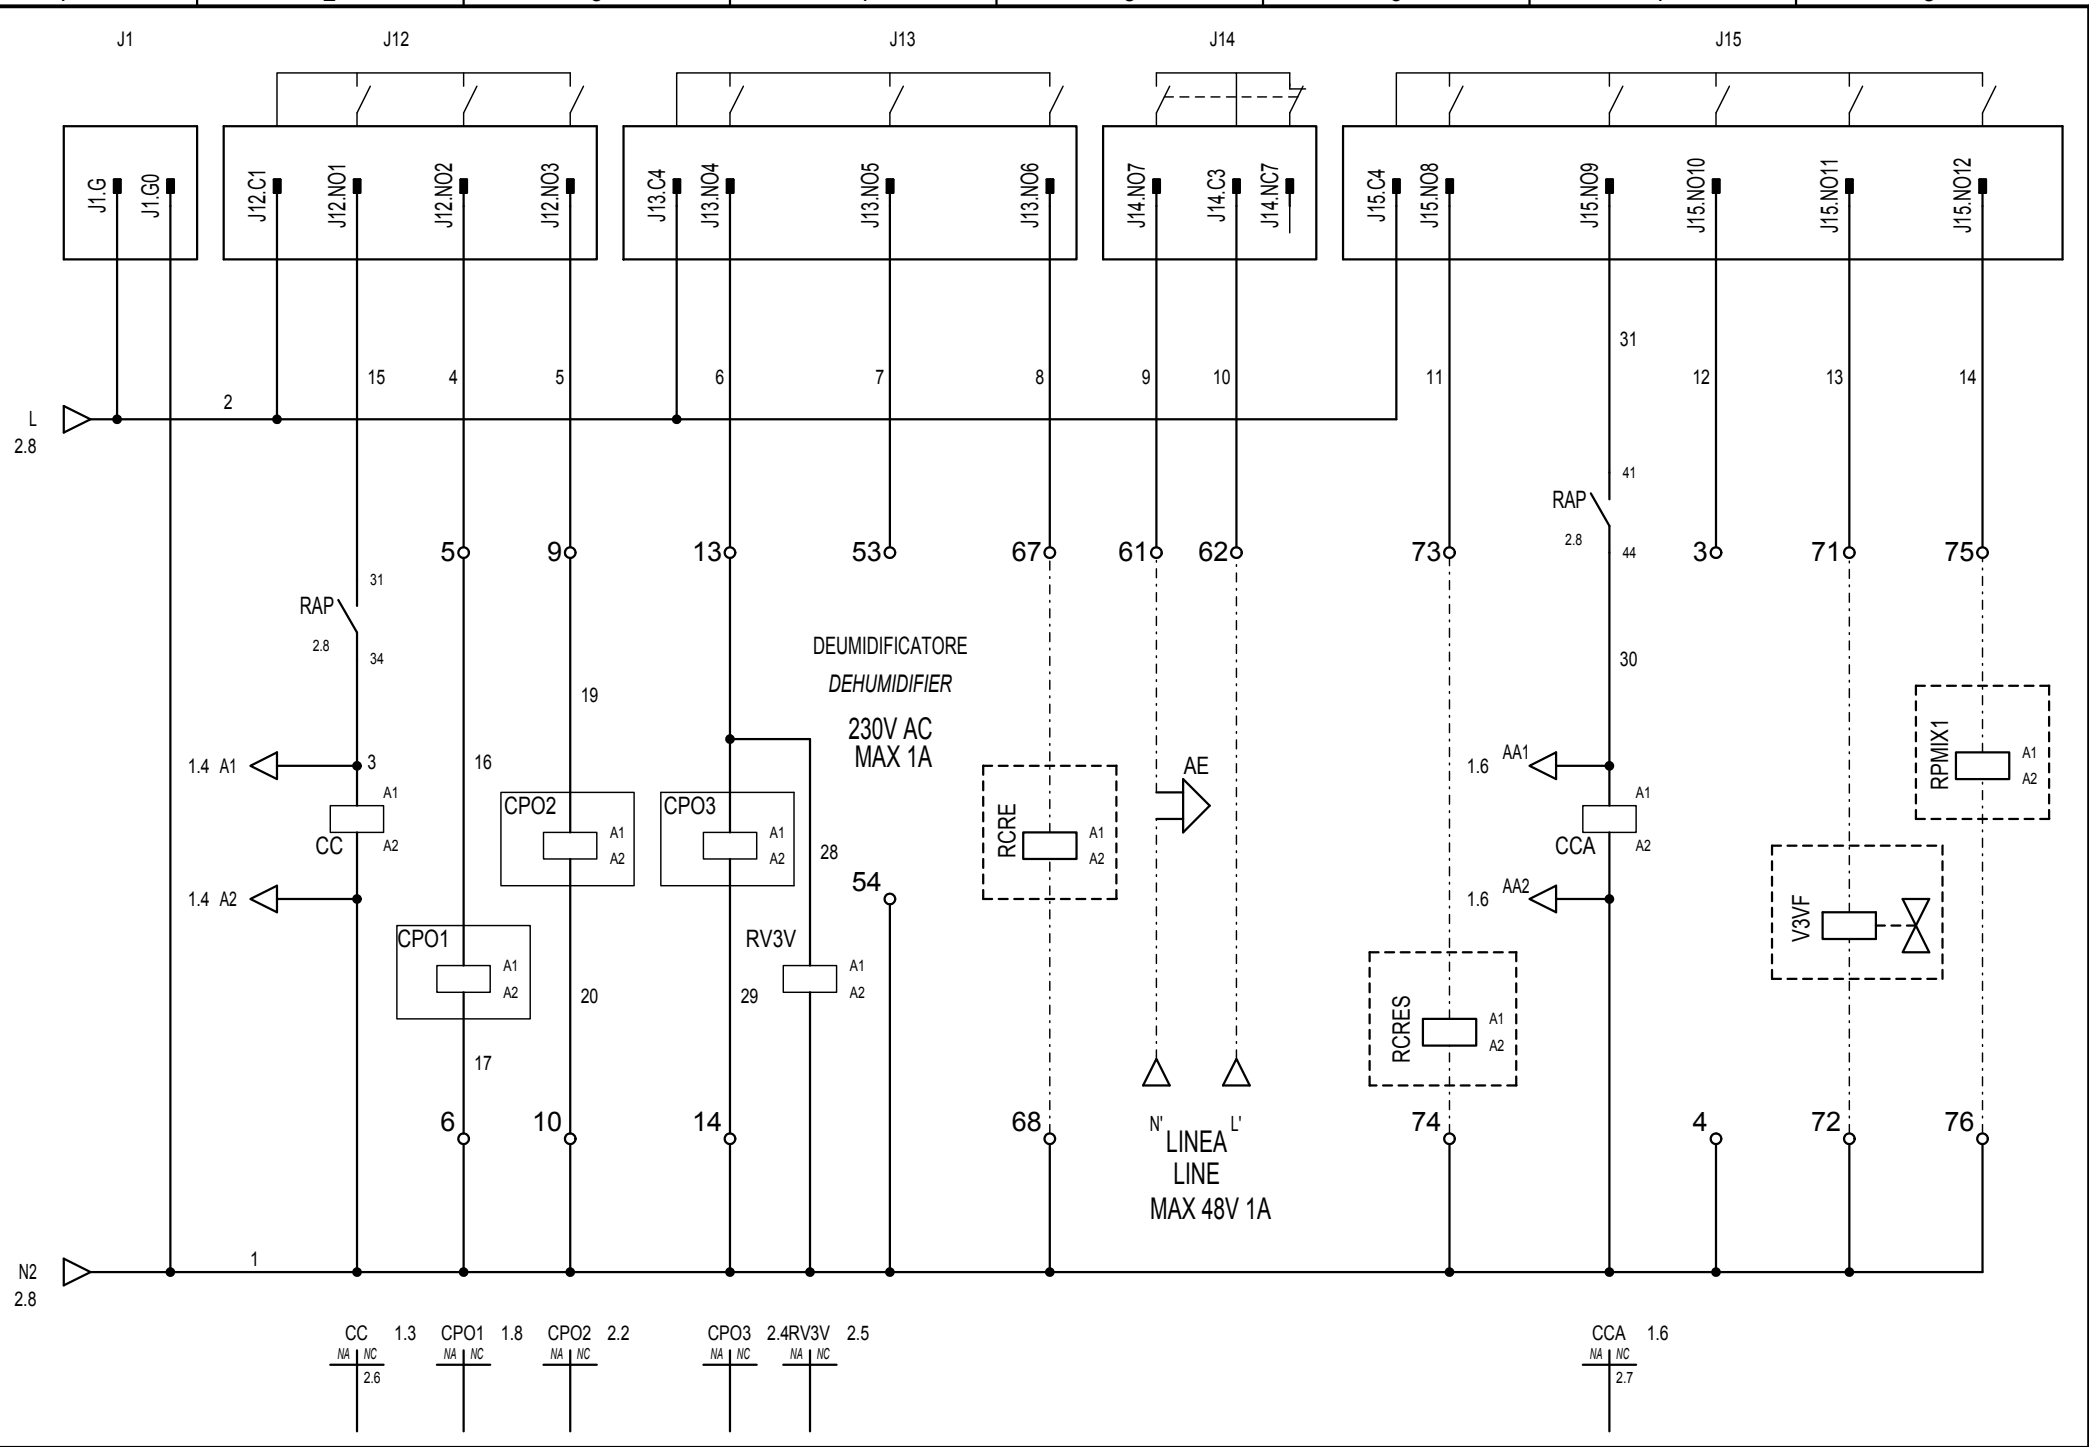 J1
J12
J13
J14
J15
J1.G
J1.G0
J12.C1
J12.NO1
J12.NO2
J12.NO3
J13.C4
J13.NO4
J13.NO5
J13.NO6
J14.NO7
J14.C3
J14.NC7
J15.C4
J15.NO8
J15.NO9
J15.NO10
J15.NO11
J15.NO12
31
15
4
5
6
7
8
9
10
11
12
13
14
2
L
2.8
41
RAP
2.8
44
5
9
13
53
67
61
62
73
3
71
75
31
RAP
2.8
34
DEUMIDIFICATORE
DEHUMIDIFIER
230V AC
MAX 1A
19
30
1.4 A1
3
16
AE
1.6 AA1
RPMIX1
A1
A2
A1
CC
A2
CPO2
A1
A2
CPO3
A1
A2
28
RCRE
A1
A2
A1
CCA
A2
1.4 A2
54
1.6 AA2
V3VF
CPO1
A1
A2
RV3V
A1
A2
20
29
RCRES
A1
A2
17
6
10
14
68
N'
L'
LINEA
LINE
MAX 48V 1A
74
4
72
76
1
N2
2.8
CC 1.3
NA NC
2.6
CPO1 1.8
NA NC
CPO2 2.2
NA NC
CPO3 2.4
NA NC
RV3V 2.5
NA NC
CCA 1.6
NA NC
2.7